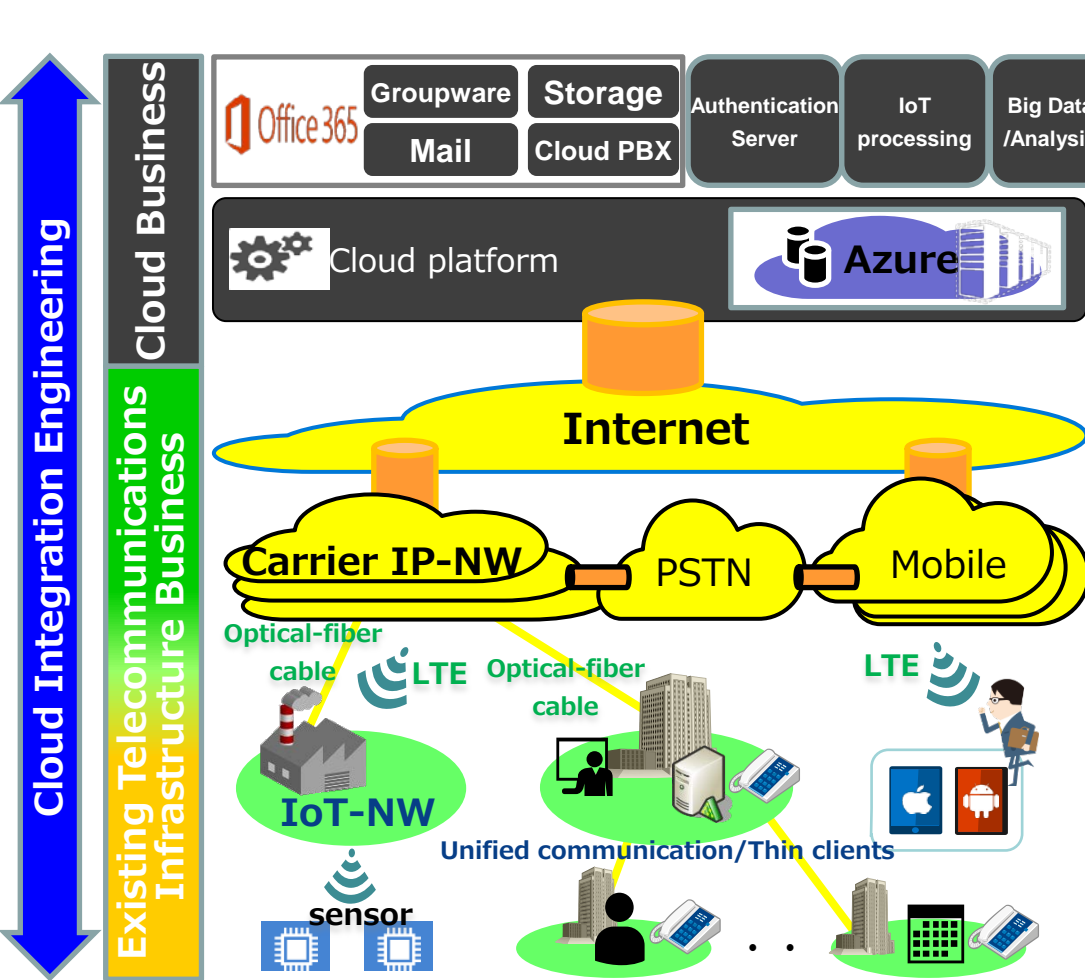 Cloud Integration Engineering
Cloud Business
Existing Telecommunications
Infrastructure Business
Office 365
Groupware
Storage
Mail
Cloud PBX
Authentication
Server
IoT
processing
Big Data
/Analysi
Cloud platform
Azure
Internet
Carrier IP-NW
PSTN
Mobile
Optical-fiber
cable
LTE
Optical-fiber
cable
LTE
IoT-NW
Unified communication/Thin clients
sensor
. .